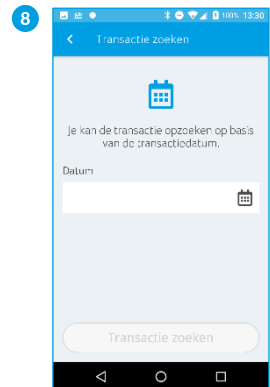 8
100% 13:30
Transactie zoeken
Je kan de transactie opzoeken op basis
van de transactiedatum.
Datum
Transactie zoeken